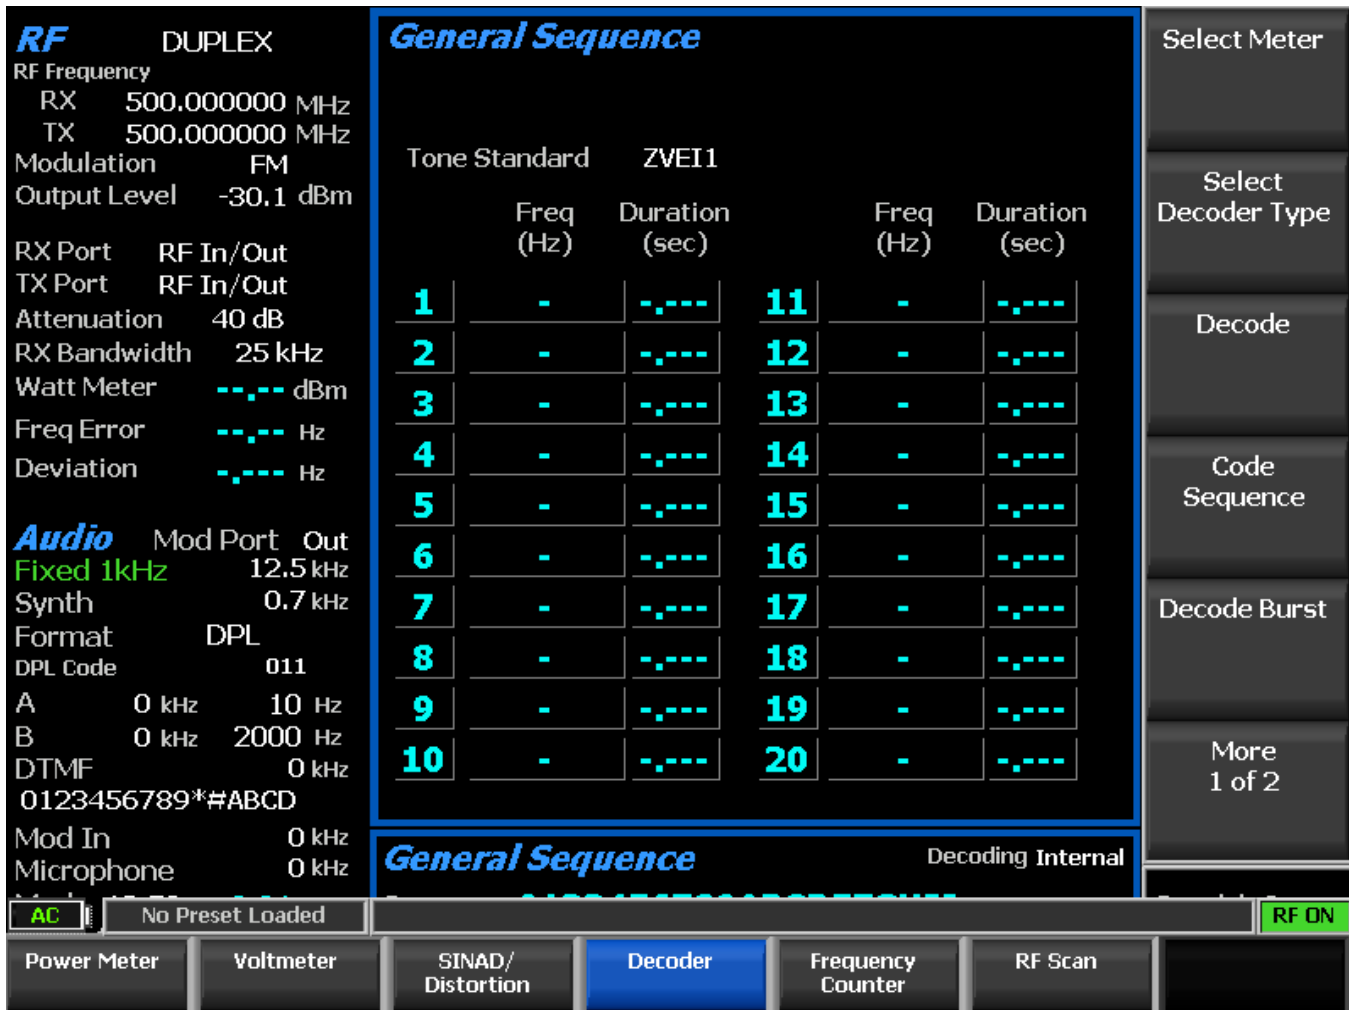 RF DUPLEX
RF Frequency
RX 500.000000 MHz
TX 500.000000 MHz
Modulation FM
Output Level -30.1 dBm
RX Port RF In/Out
TX Port RF In/Out
Attenuation 40 dB
RX Bandwidth 25 kHz
Watt Meter --.-- dBm
Freq Error --.-- Hz
Deviation -.--- Hz
Audio Mod Port Out
Fixed 1kHz 12.5 kHz
Synth 0.7 kHz
Format DPL
DPL Code 011
A 0 kHz 10 Hz
B 0 kHz 2000 Hz
DTMF 0 kHz
0123456789*#ABCD
Mod In 0 kHz
Microphone 0 kHz
General Sequence
Tone Standard ZVEI1
Freq Duration Freq Duration
(Hz) (sec) (Hz) (sec)
1 - -.--- 11 - -.---
2 - -.--- 12 - -.---
3 - -.--- 13 - -.---
4 - -.--- 14 - -.---
5 - -.--- 15 - -.---
6 - -.--- 16 - -.---
7 - -.--- 17 - -.---
8 - -.--- 18 - -.---
9 - -.--- 19 - -.---
10 - -.--- 20 - -.---
General Sequence Decoding Internal
Select Meter
Select
Decoder Type
Decode
Code
Sequence
Decode Burst
More
1 of 2
AC No Preset Loaded RF ON
Power Meter
Voltmeter
SINAD/
Distortion
Decoder
Frequency
Counter
RF Scan